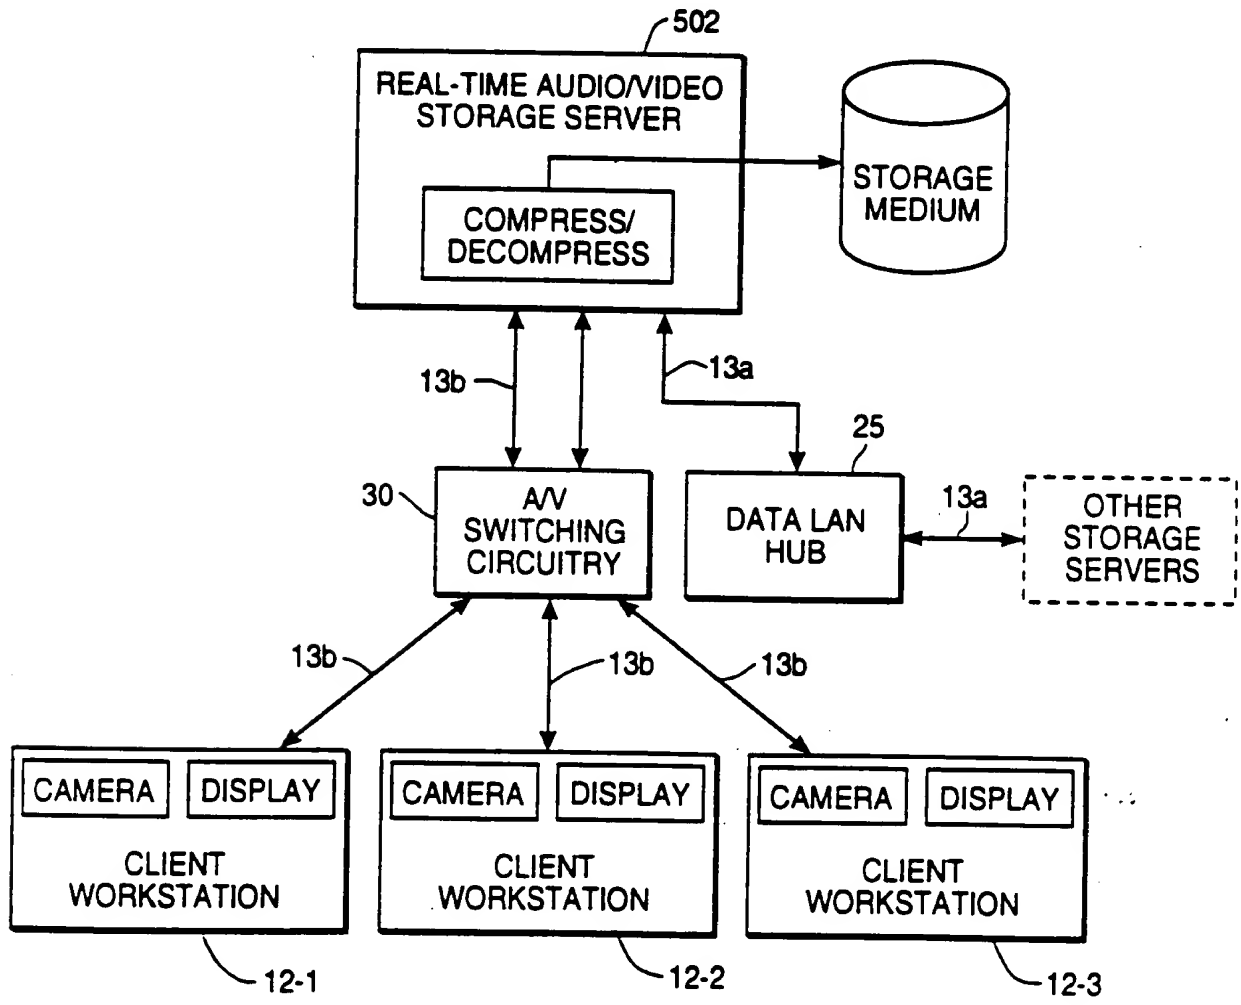 502
REAL-TIME AUDIO/VIDEO
STORAGE SERVER
COMPRESS/
DECOMPRESS
STORAGE
MEDIUM
13b
13a
25
30
A/V
SWITCHING
CIRCUITRY
DATA LAN
HUB
13a
OTHER
STORAGE
SERVERS
13b
13b
13b
CAMERA
DISPLAY
CLIENT
WORKSTATION
CAMERA
DISPLAY
CLIENT
WORKSTATION
CAMERA
DISPLAY
CLIENT
WORKSTATION
12-1
12-2
12-3